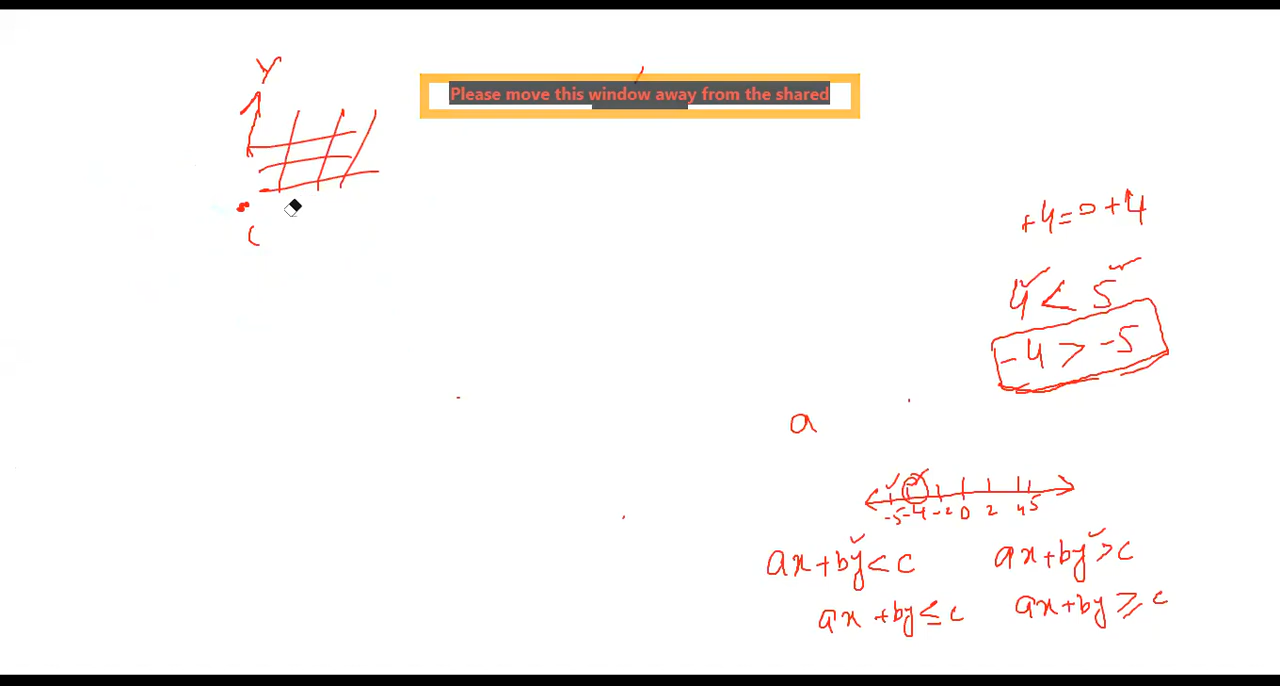 Y
Please move this window away from the shared
+4=0+4
4 < 5
-4 > -5
a
-5 -4 -2 0 2 4 5
ax+by<c ax+by>c
ax+by≤c ax+by≥c